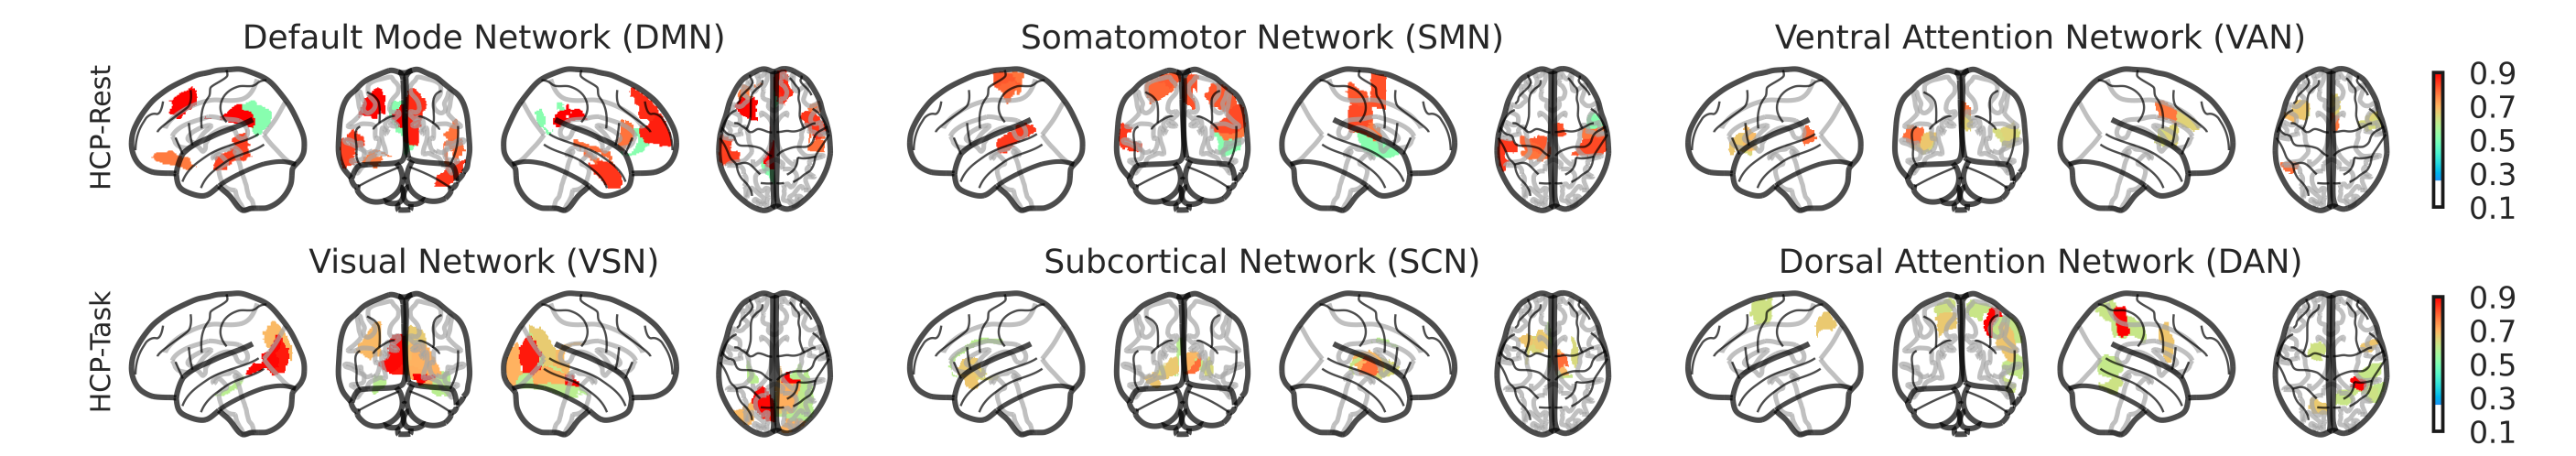 Default Mode Network (DMN)
Somatomotor Network (SMN)
Ventral Attention Network (VAN)
HCP-Rest
0.9
0.7
0.5
0.3
0.1
Visual Network (VSN)
Subcortical Network (SCN)
Dorsal Attention Network (DAN)
HCP-Task
0.9
0.7
0.5
0.3
0.1